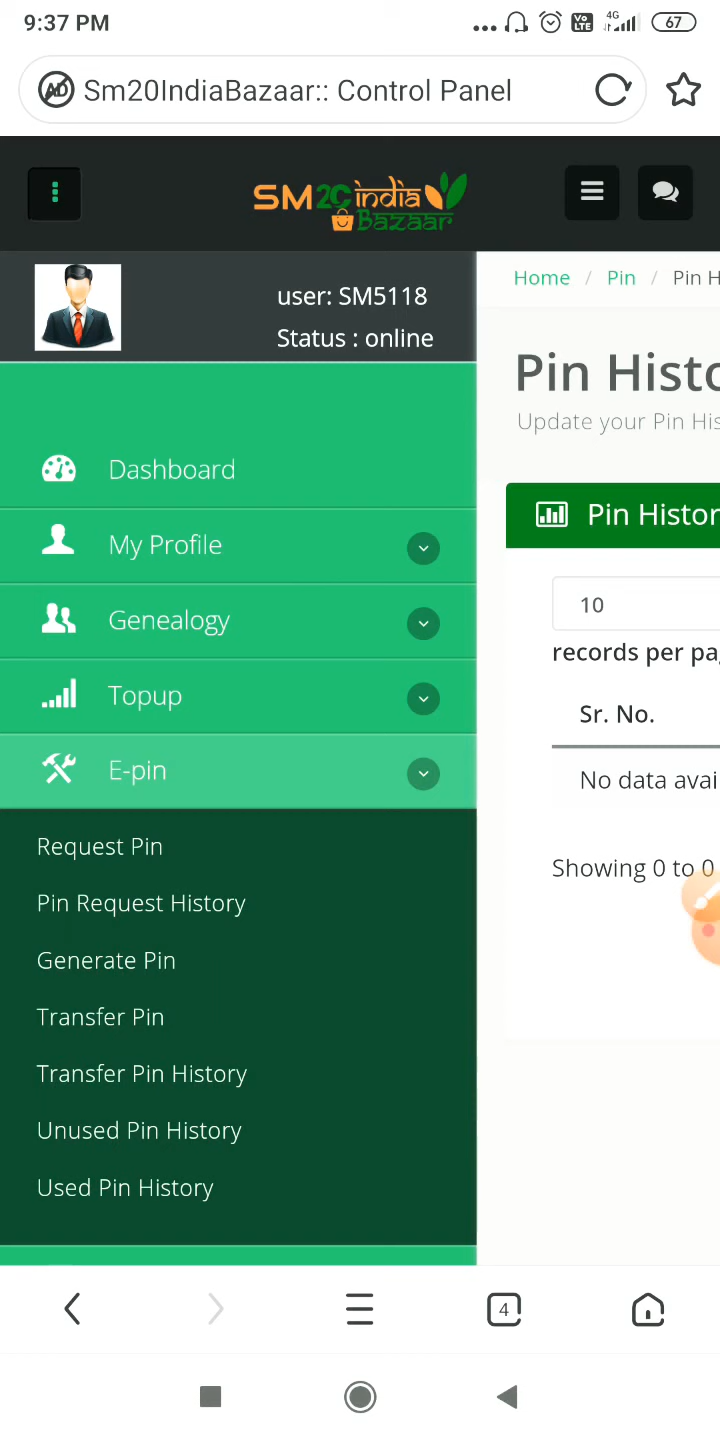 9:37 PM
Vo LTE 4G 67
Sm20IndiaBazaar:: Control Panel
SM20 india
Bazaar
user: SM5118
Status : online
Dashboard
My Profile
Genealogy
Topup
E-pin
Request Pin
Pin Request History
Generate Pin
Transfer Pin
Transfer Pin History
Unused Pin History
Used Pin History
Home / Pin / Pin H
Pin Histo
Update your Pin His
Pin Histor
10
records per pa
Sr. No.
No data avai
Showing 0 to 0
4